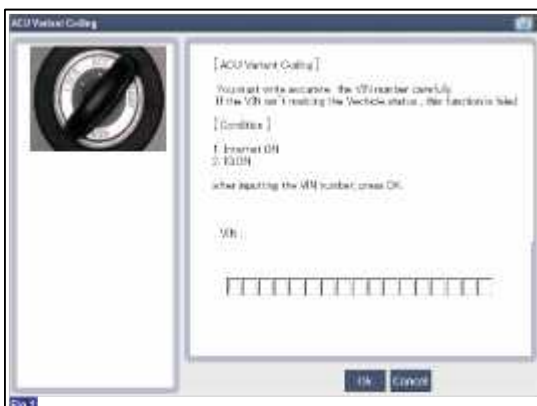 ACU Variant Coding
[ ACU Variant Coding ]
You must write accurate the VIN number carefully.
If the VIN isn't matching the Vechicle status , this function is failed
[ Condition ]
1. Internet ON
2. IG ON
after inputting the VIN number, press OK.
VIN :
Ok Cancel